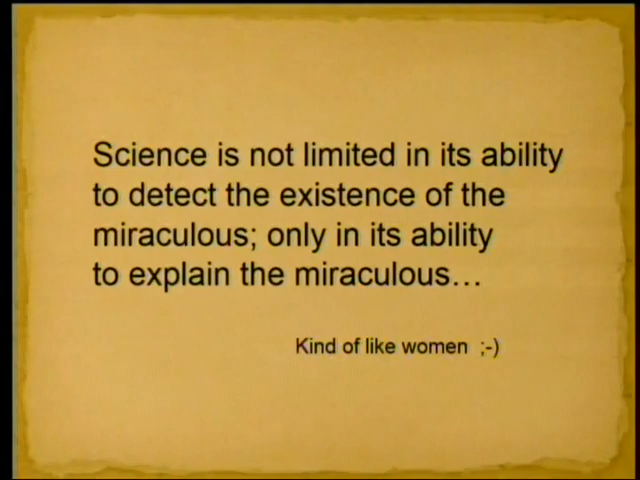 Science is not limited in its ability
to detect the existence of the
miraculous; only in its ability
to explain the miraculous…
Kind of like women  ;-)